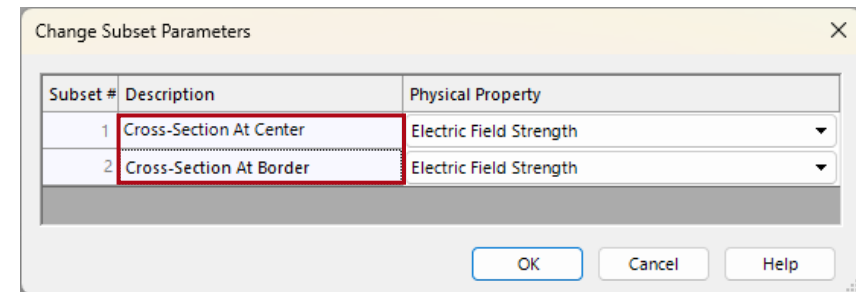 Change Subset Parameters
Subset # Description Physical Property
1 Cross-Section At Center Electric Field Strength
2 Cross-Section At Border Electric Field Strength
OK Cancel Help